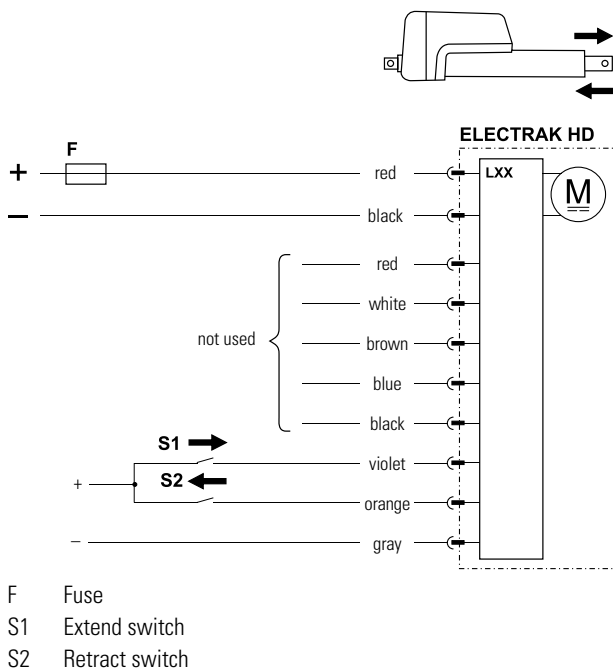 ELECTRAK HD
F
+ red LXX M
− black
red
white
not used brown
blue
black
S1 violet
+ S2 orange
− gray
F Fuse
S1 Extend switch
S2 Retract switch